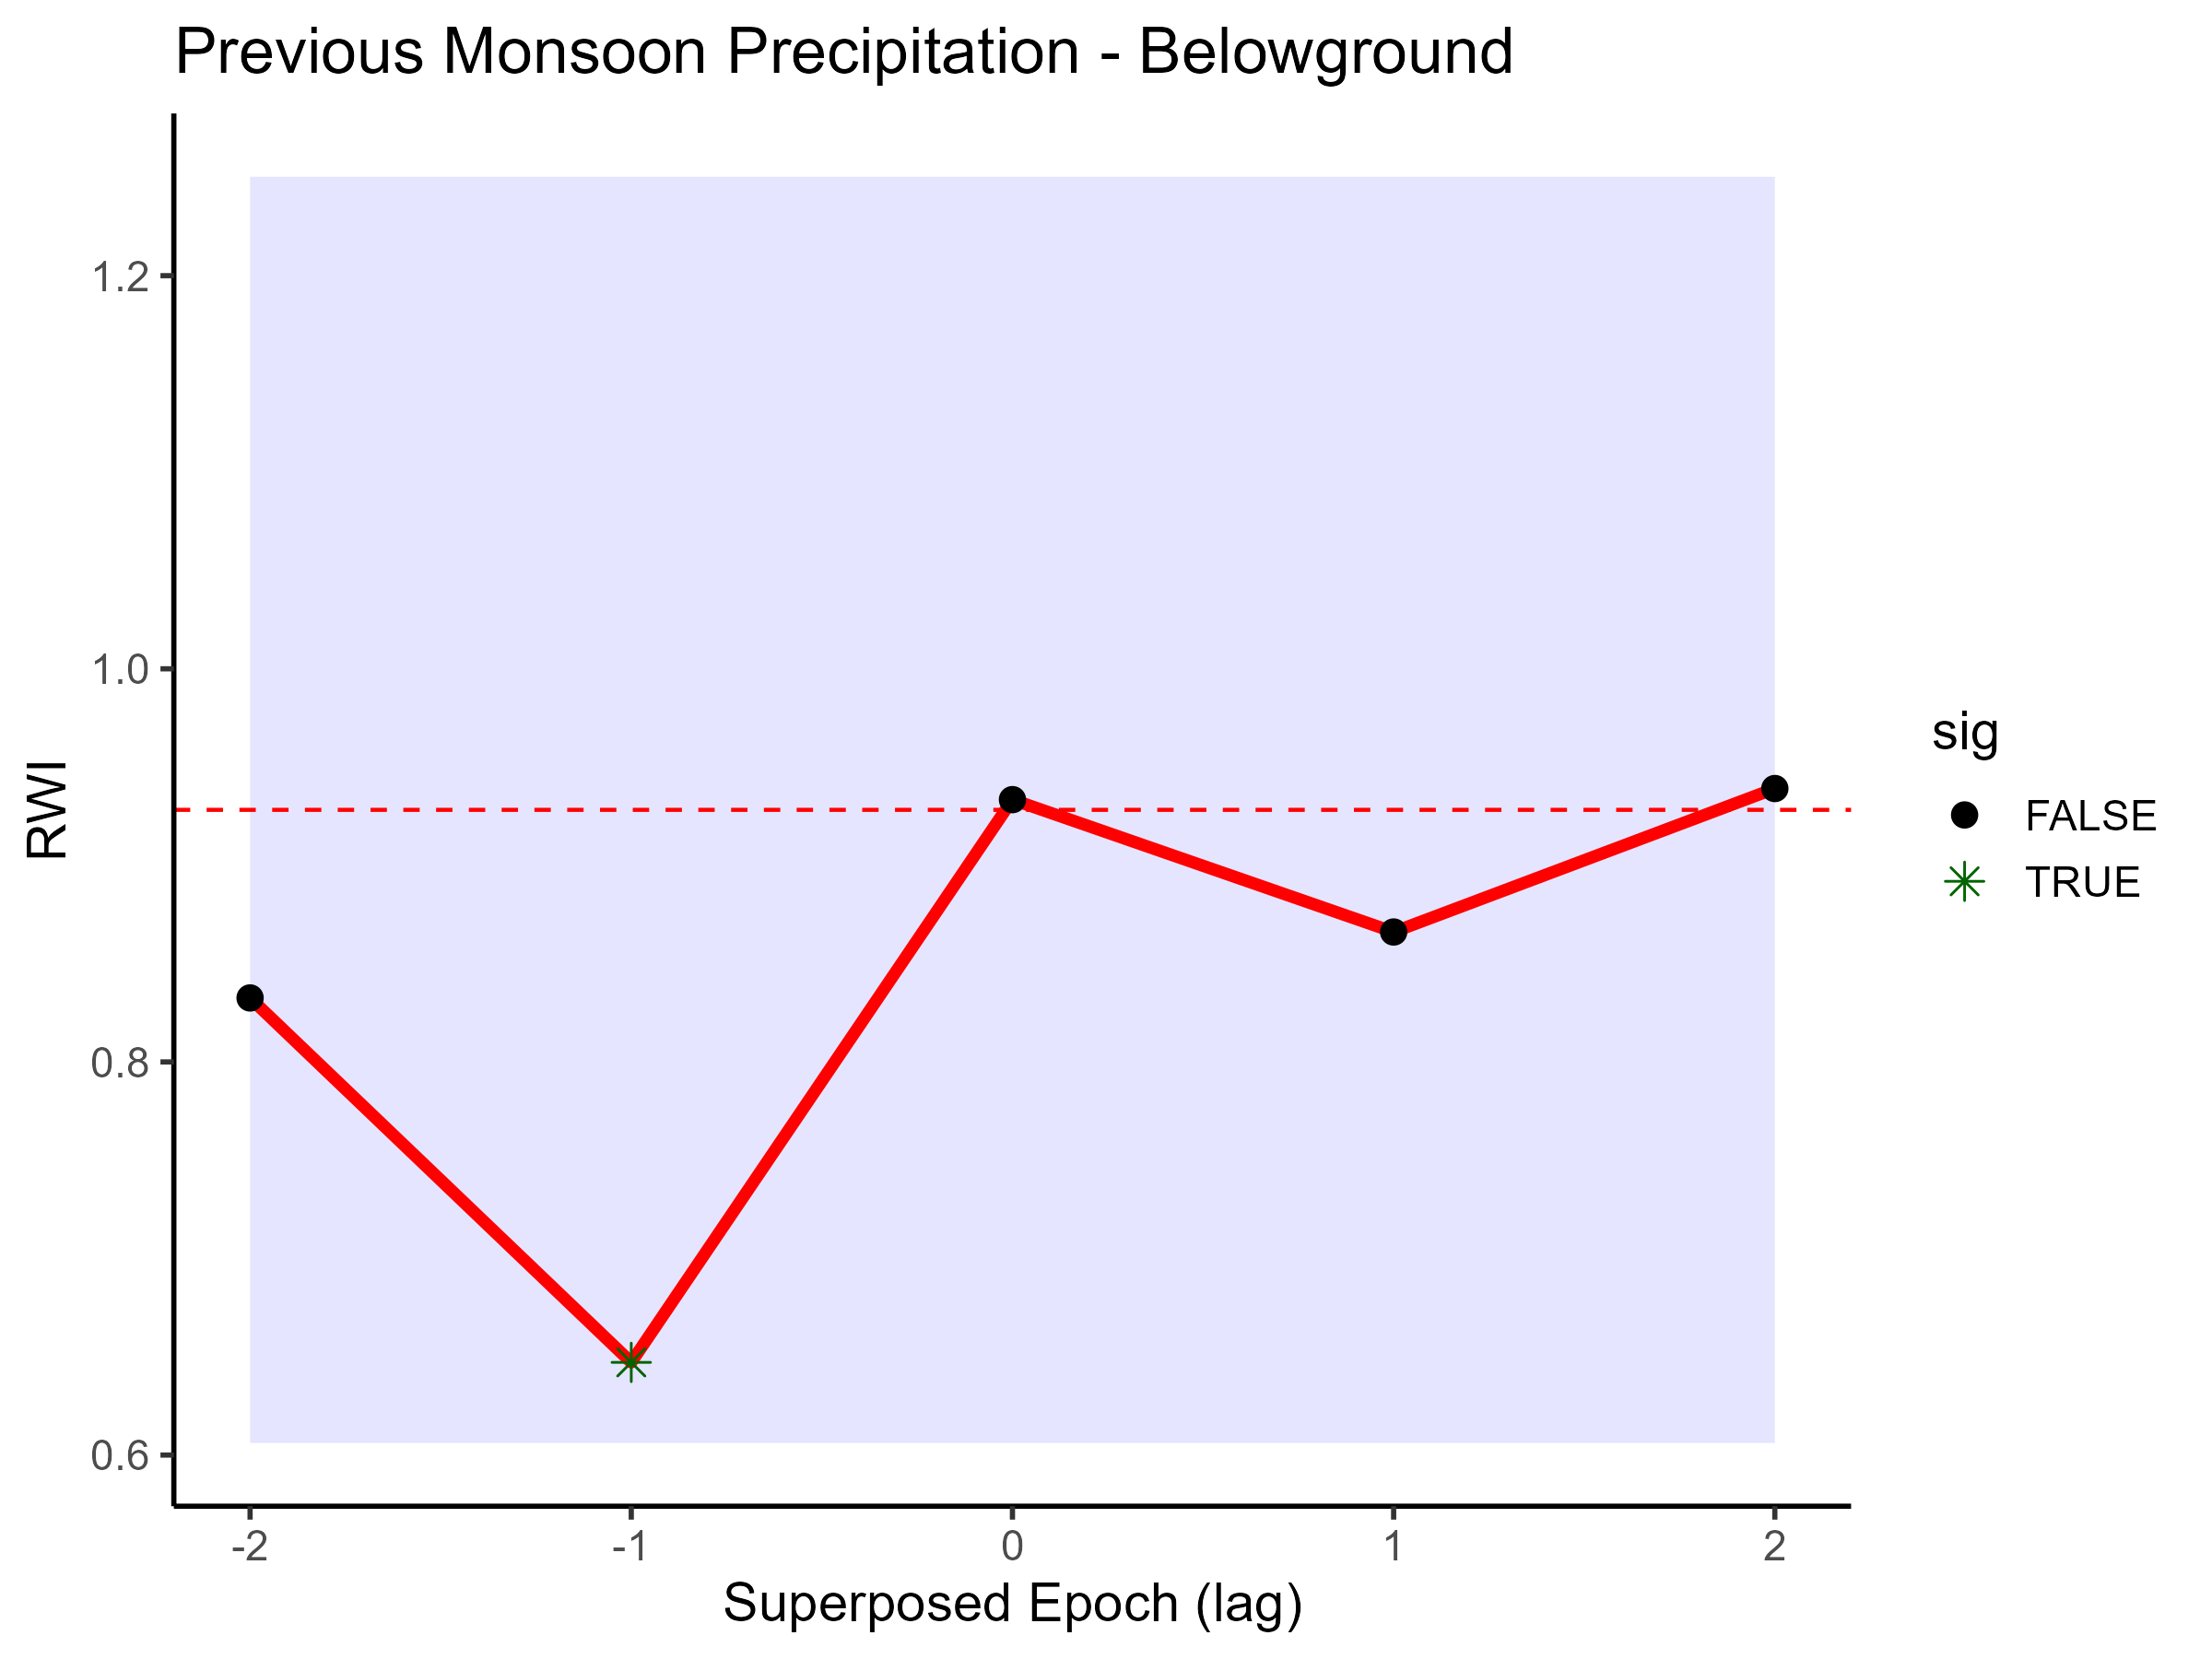 Previous Monsoon Precipitation - Belowground
RWI
1.2
1.0
0.8
0.6
-2
-1
0
1
2
Superposed Epoch (lag)
sig
FALSE
TRUE